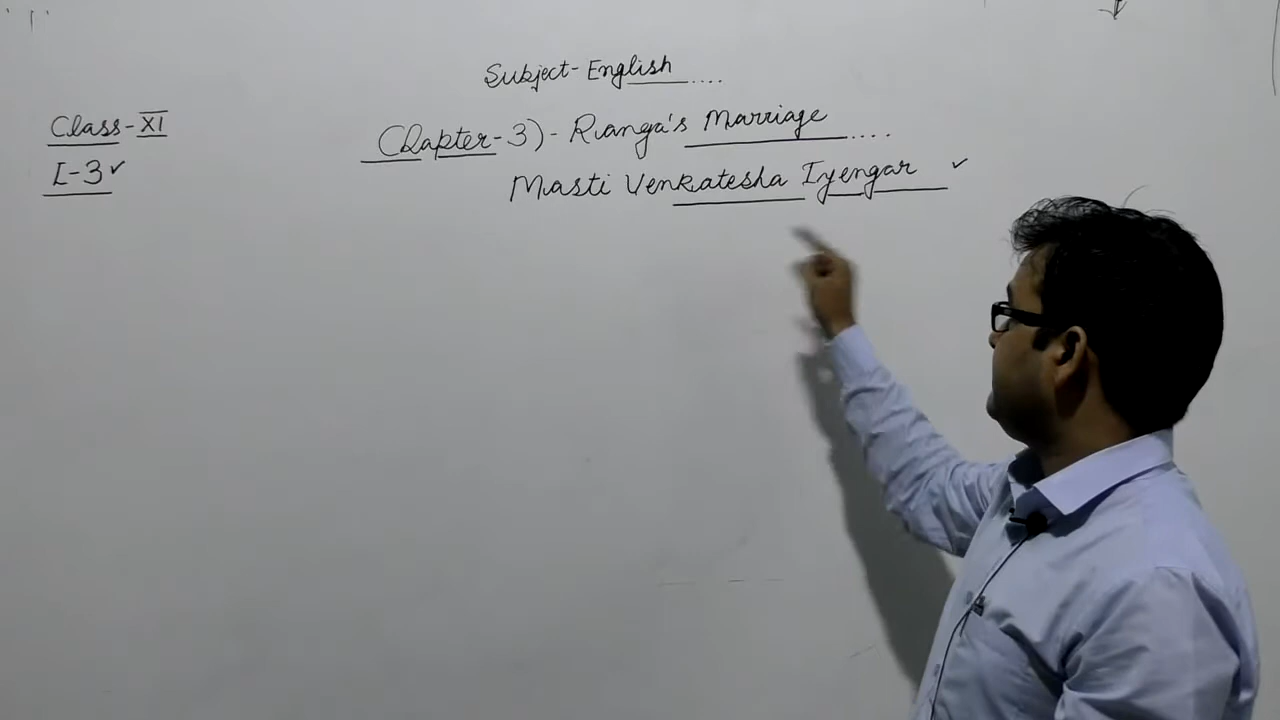 Subject- English....
Class- XI
I-3✓
Chapter-3)- Ranga's Marriage....
Masti Venkatesha Iyengar ✓